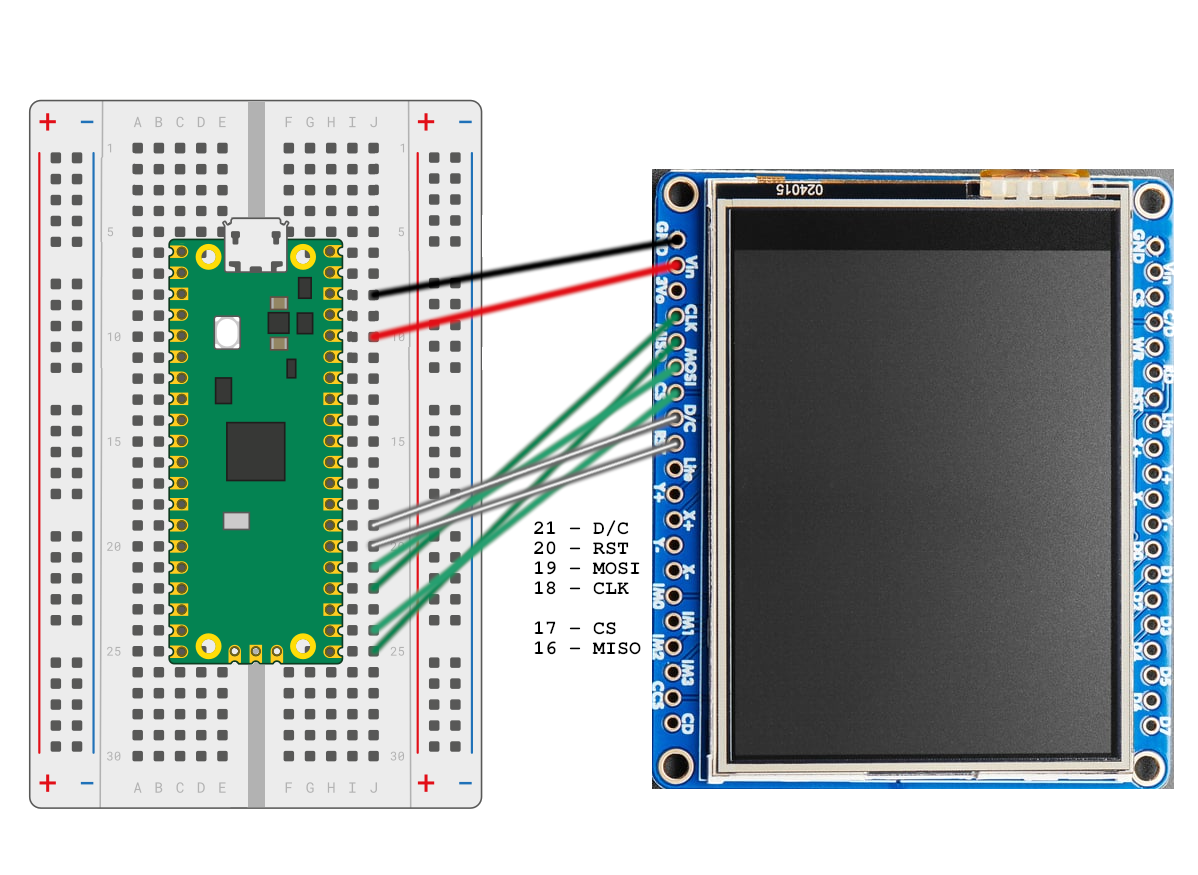 + − + −
A B C D E F G H I J
1 1
5 5
10 10
15 15
20 20
25 25
30 30
A B C D E F G H I J
+ − + −
21 – D/C
20 – RST
19 – MOSI
18 – CLK
17 – CS
16 – MISO
024015
GND
Vin
3Vo
CLK
MOSI
CS
D/C
Lite
Y+
X+
Y-
X-
IM0
IM1
IM2
IM3
CCS
CD
GND
Vin
CS
C/D
WR
RD
RST
Lite
X+
Y+
X-
Y-
D0
D1
D2
D3
D4
D5
D6
D7